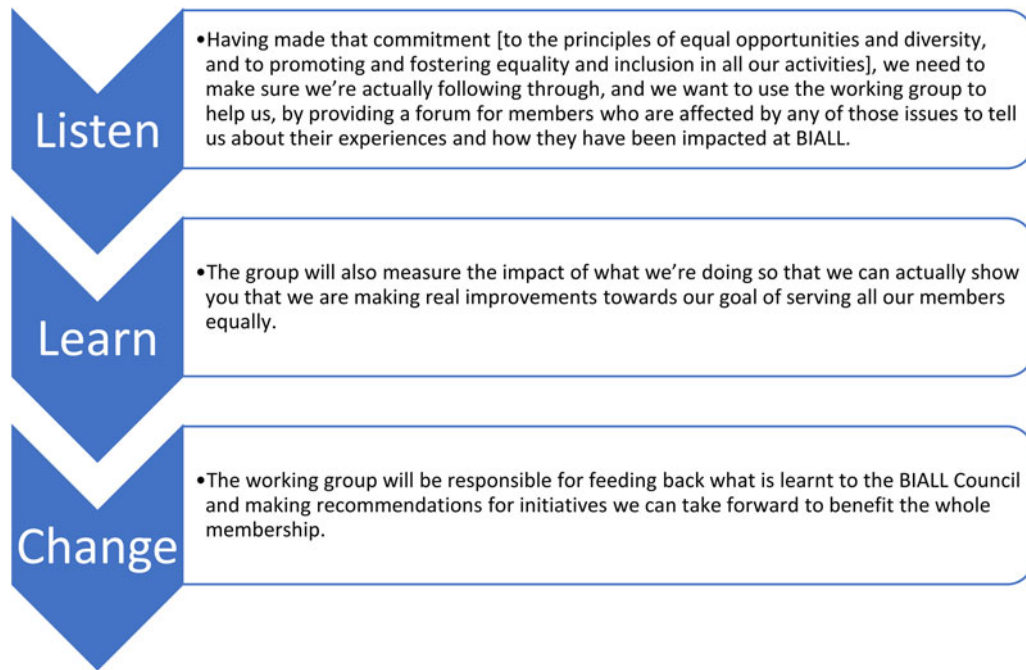 Listen
•Having made that commitment [to the principles of equal opportunities and diversity,
and to promoting and fostering equality and inclusion in all our activities], we need to
make sure we're actually following through, and we want to use the working group to
help us, by providing a forum for members who are affected by any of those issues to tell
us about their experiences and how they have been impacted at BIALL.
Learn
•The group will also measure the impact of what we're doing so that we can actually show
you that we are making real improvements towards our goal of serving all our members
equally.
Change
•The working group will be responsible for feeding back what is learnt to the BIALL Council
and making recommendations for initiatives we can take forward to benefit the whole
membership.